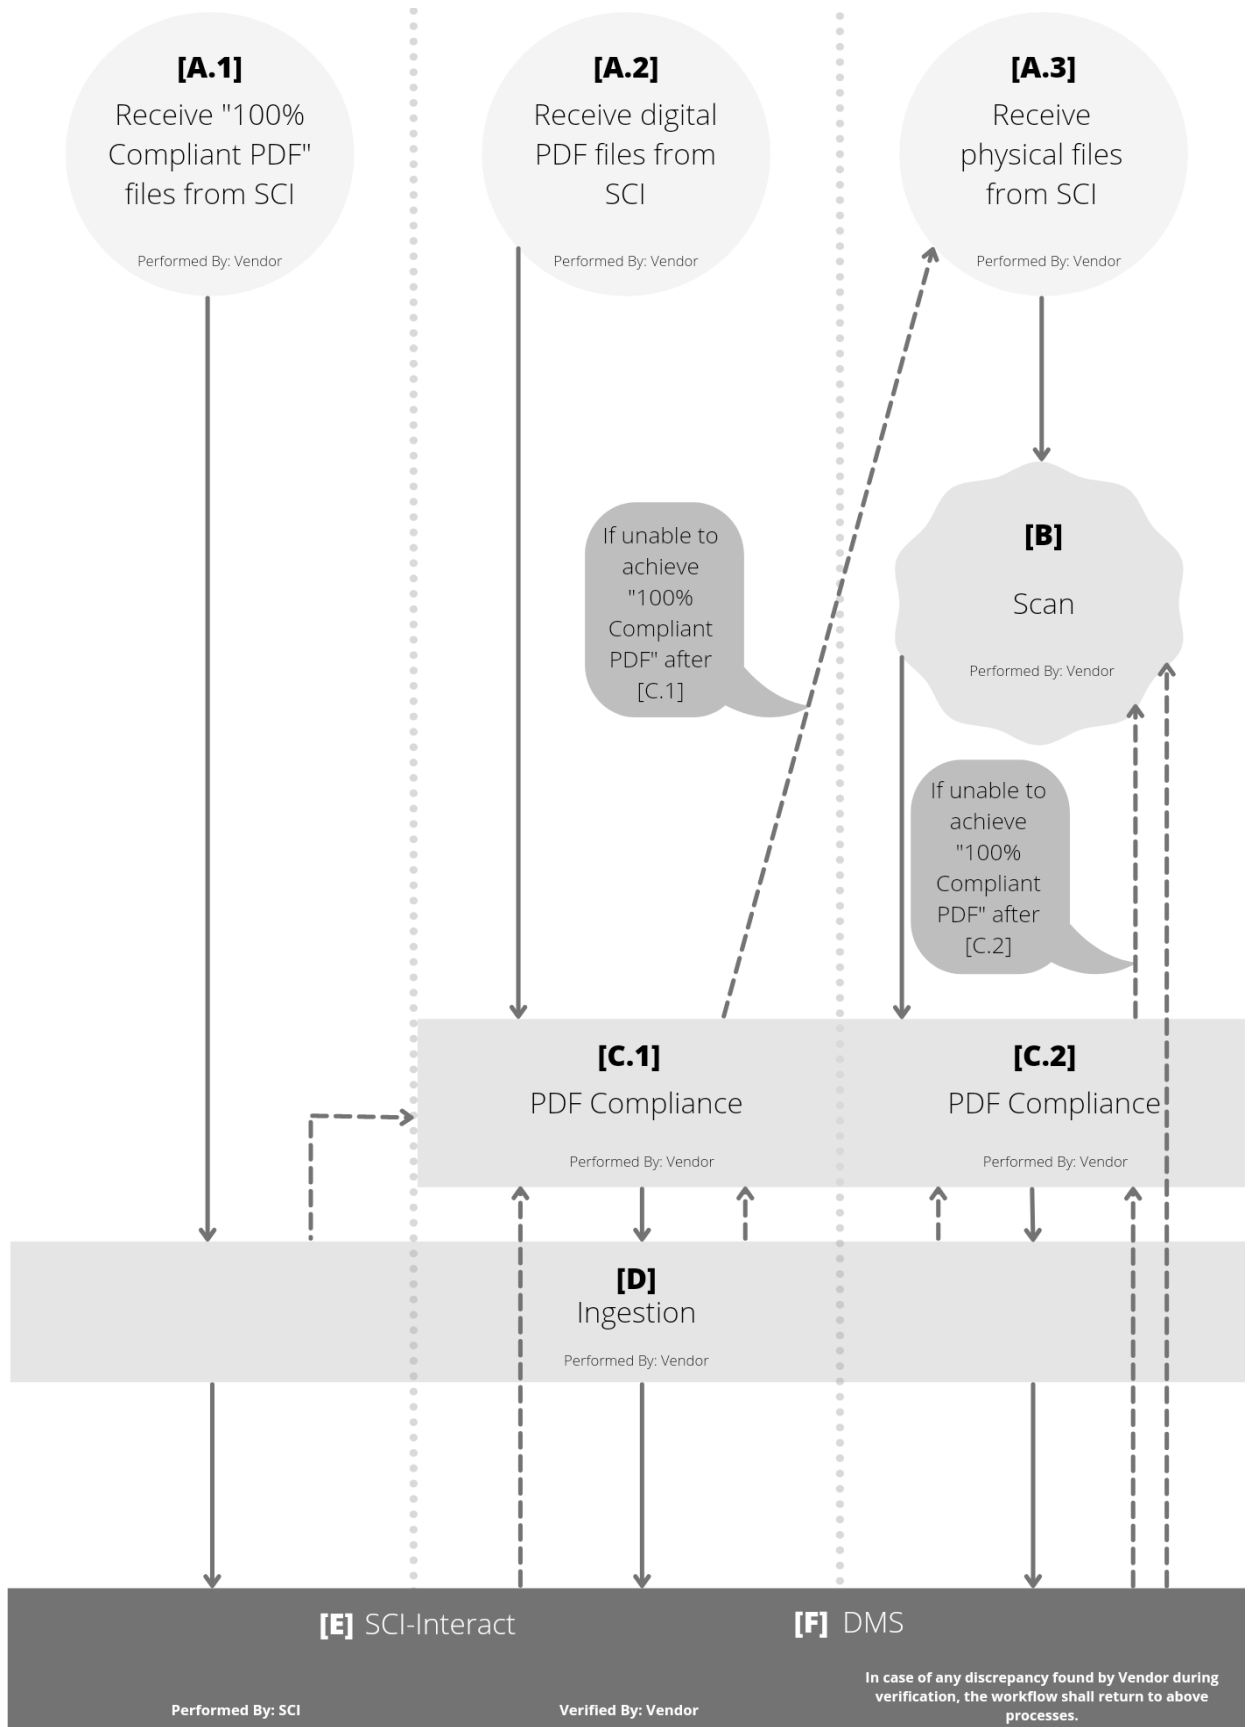 [A.1]
Receive "100%
Compliant PDF"
files from SCI
Performed By: Vendor
[A.2]
Receive digital
PDF files from
SCI
Performed By: Vendor
[A.3]
Receive
physical files
from SCI
Performed By: Vendor
If unable to
achieve
"100%
Compliant
PDF" after
[C.1]
[B]
Scan
Performed By: Vendor
If unable to
achieve
"100%
Compliant
PDF" after
[C.2]
[C.1]
PDF Compliance
Performed By: Vendor
[C.2]
PDF Compliance
Performed By: Vendor
[D]
Ingestion
Performed By: Vendor
[E] SCI-Interact
[F] DMS
Performed By: SCI
Verified By: Vendor
In case of any discrepancy found by Vendor during
verification, the workflow shall return to above
processes.